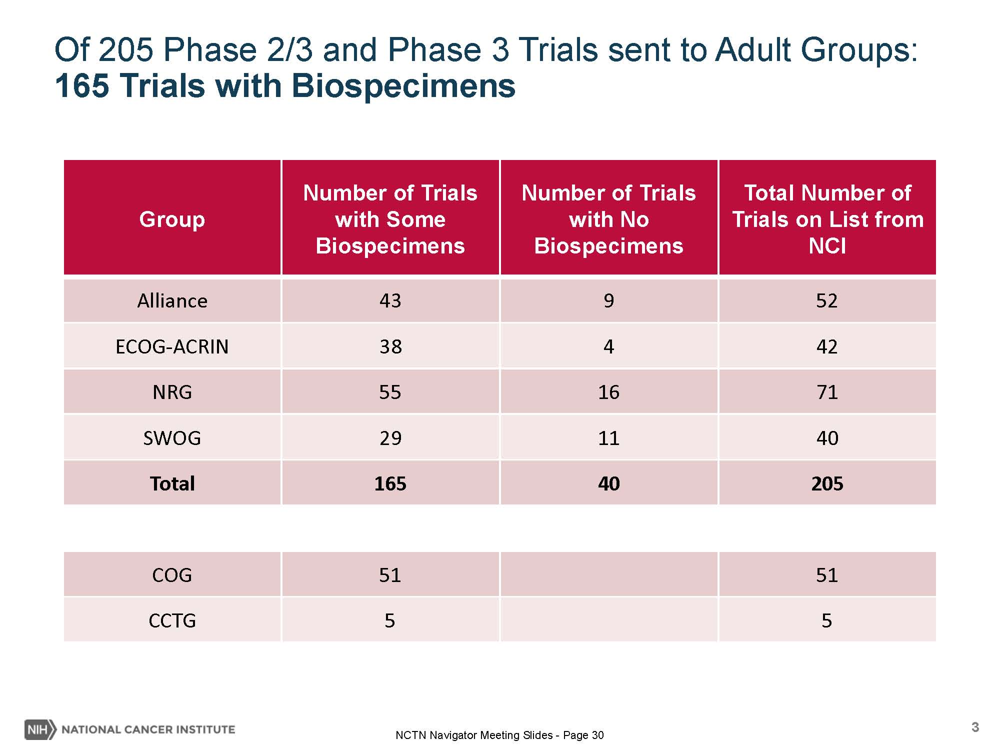 Of 205 Phase 2/3 and Phase 3 Trials sent to Adult Groups:
165 Trials with Biospecimens
Group
Number of Trials
with Some
Biospecimens
Number of Trials
with No
Biospecimens
Total Number of
Trials on List from
NCI
Alliance 43 9 52
ECOG-ACRIN 38 4 42
NRG 55 16 71
SWOG 29 11 40
Total 165 40 205
COG 51 51
CCTG 5 5
NIH NATIONAL CANCER INSTITUTE
NCTN Navigator Meeting Slides - Page 30
3